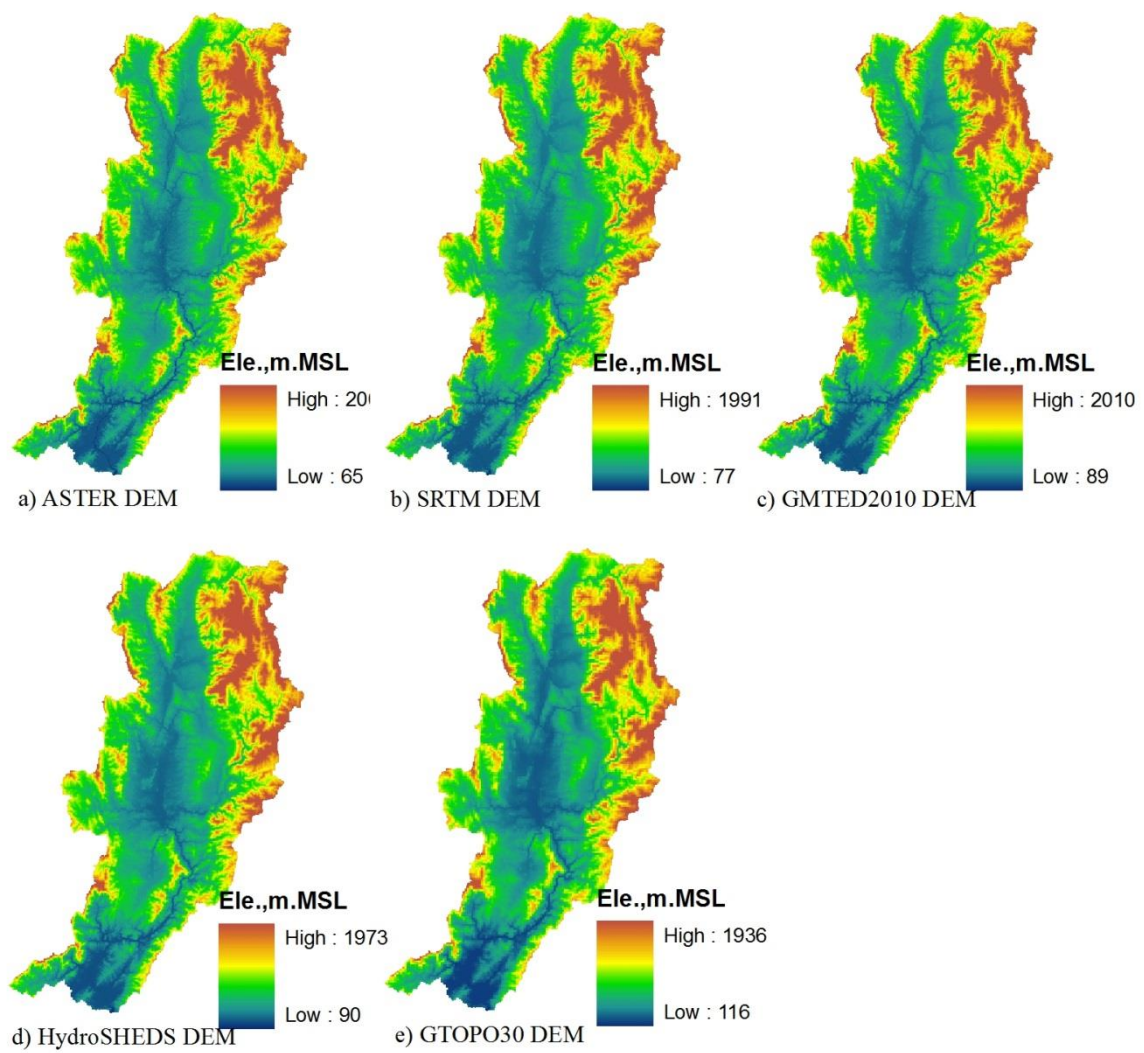 Ele.,m.MSL
High : 20
Low : 65
a) ASTER DEM
Ele.,m.MSL
High : 1991
Low : 77
b) SRTM DEM
Ele.,m.MSL
High : 2010
Low : 89
c) GMTED2010 DEM
Ele.,m.MSL
High : 1973
Low : 90
d) HydroSHEDS DEM
Ele.,m.MSL
High : 1936
Low : 116
e) GTOPO30 DEM